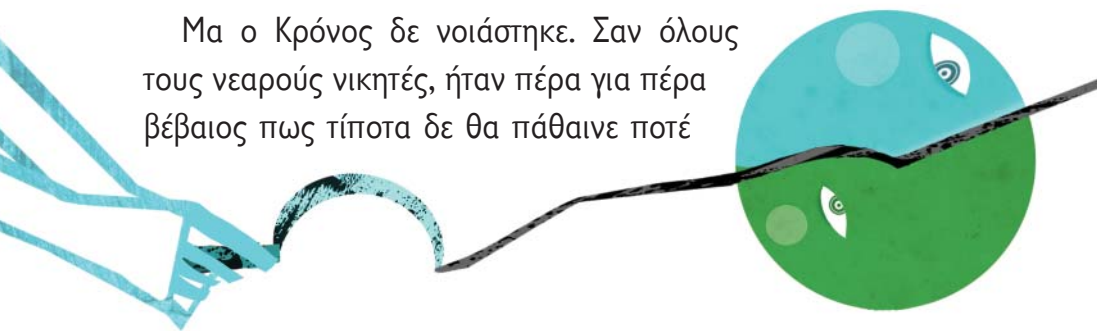 Μα ο Κρόνος δε νοιάστηκε. Σαν όλους
τους νεαρούς νικητές, ήταν πέρα για πέρα
βέβαιος πως τίποτα δε θα πάθαινε ποτέ